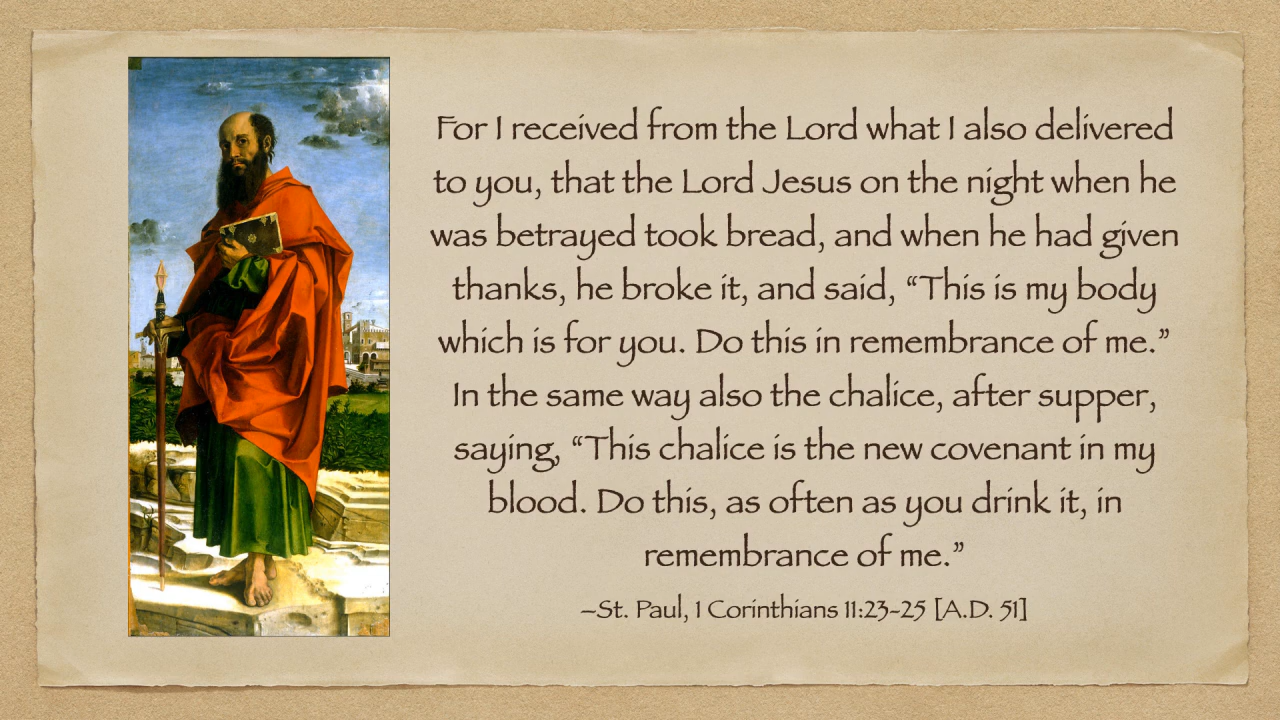 For I received from the Lord what I also delivered
to you, that the Lord Jesus on the night when he
was betrayed took bread, and when he had given
thanks, he broke it, and said, “This is my body
which is for you. Do this in remembrance of me.”
In the same way also the chalice, after supper,
saying, “This chalice is the new covenant in my
blood. Do this, as often as you drink it, in
remembrance of me.”
–St. Paul, 1 Corinthians 11:23-25 [A.D. 51]